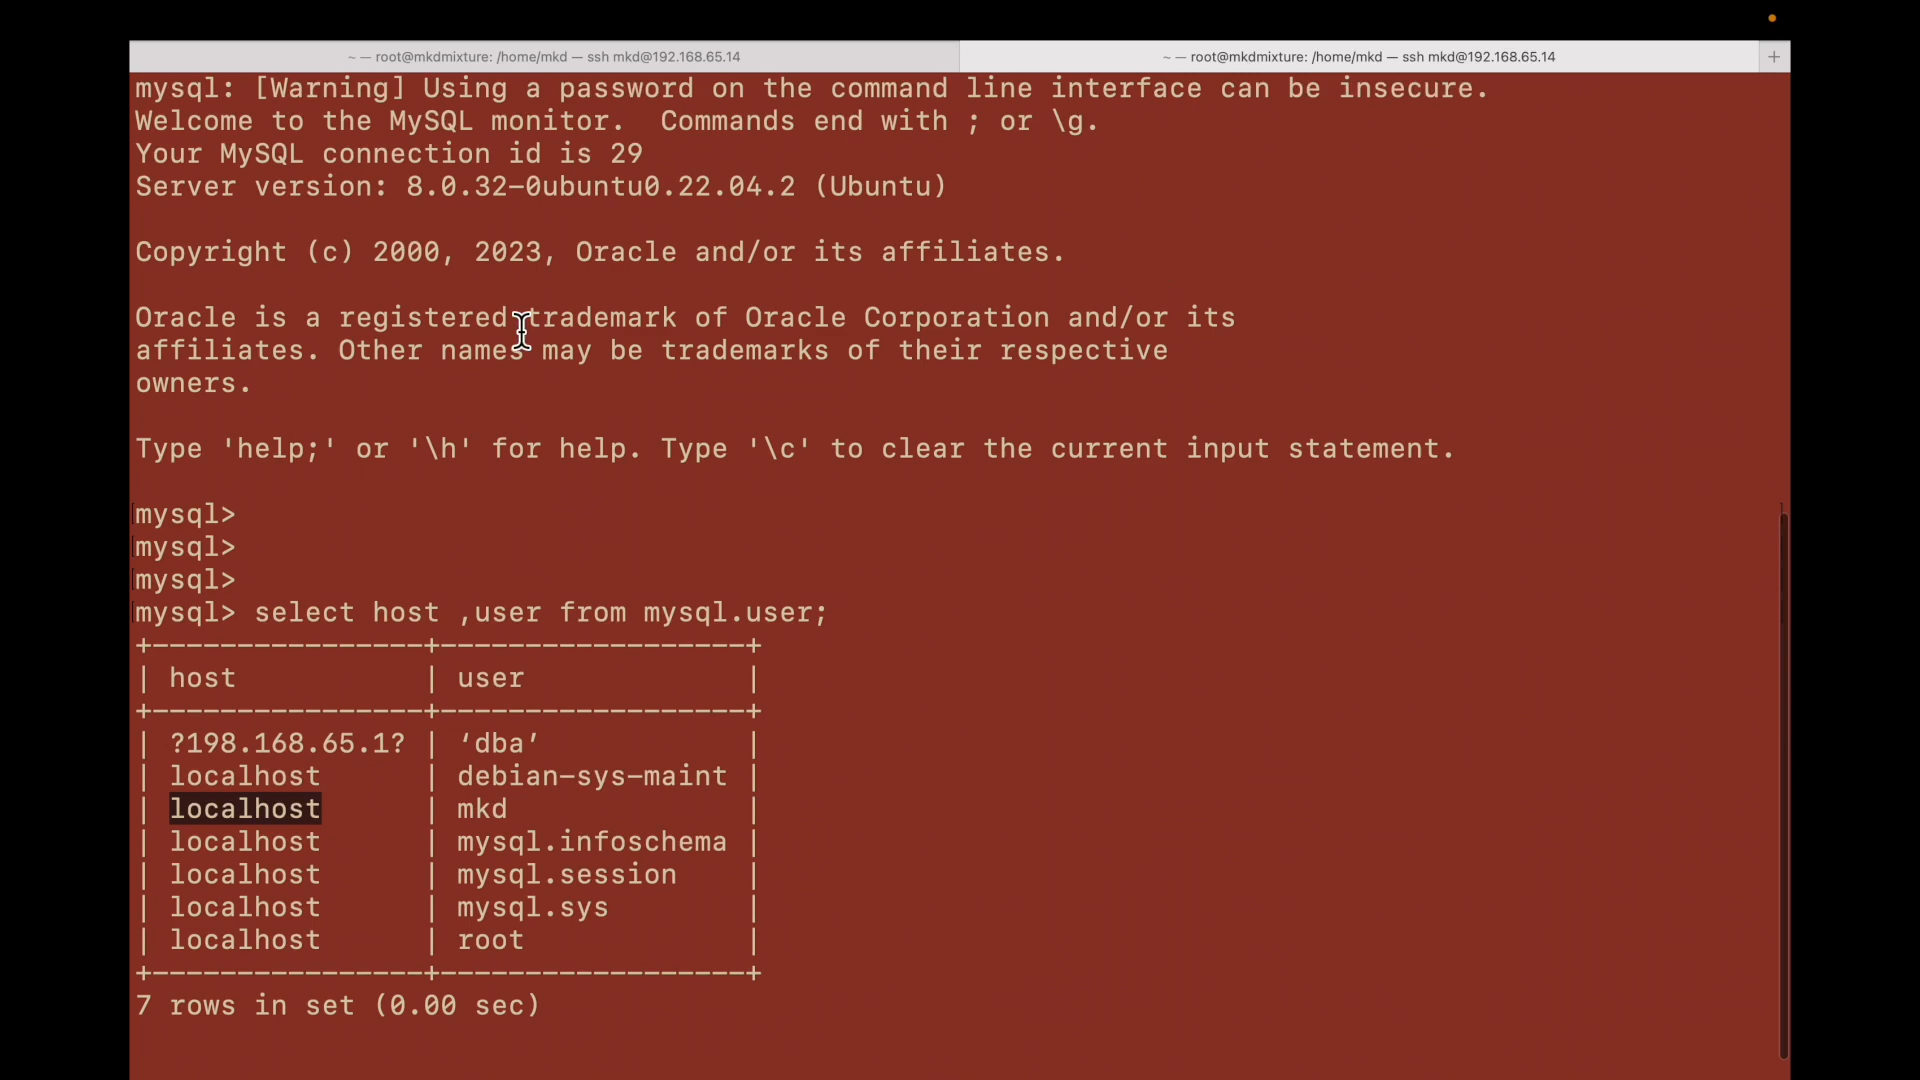 ~ — root@mkdmixture: /home/mkd — ssh mkd@192.168.65.14
~ — root@mkdmixture: /home/mkd — ssh mkd@192.168.65.14
+
mysql: [Warning] Using a password on the command line interface can be insecure.
Welcome to the MySQL monitor.  Commands end with ; or \g.
Your MySQL connection id is 29
Server version: 8.0.32-0ubuntu0.22.04.2 (Ubuntu)
Copyright (c) 2000, 2023, Oracle and/or its affiliates.
Oracle is a registered trademark of Oracle Corporation and/or its
affiliates. Other names may be trademarks of their respective
owners.
Type 'help;' or '\h' for help. Type '\c' to clear the current input statement.
mysql>
mysql>
mysql>
mysql> select host ,user from mysql.user;
+---------------+------------------+
| host          | user             |
+---------------+------------------+
| ?198.168.65.1? | ‘dba’            |
| localhost     | debian-sys-maint |
| localhost     | mkd              |
| localhost     | mysql.infoschema |
| localhost     | mysql.session    |
| localhost     | mysql.sys        |
| localhost     | root             |
+---------------+------------------+
7 rows in set (0.00 sec)